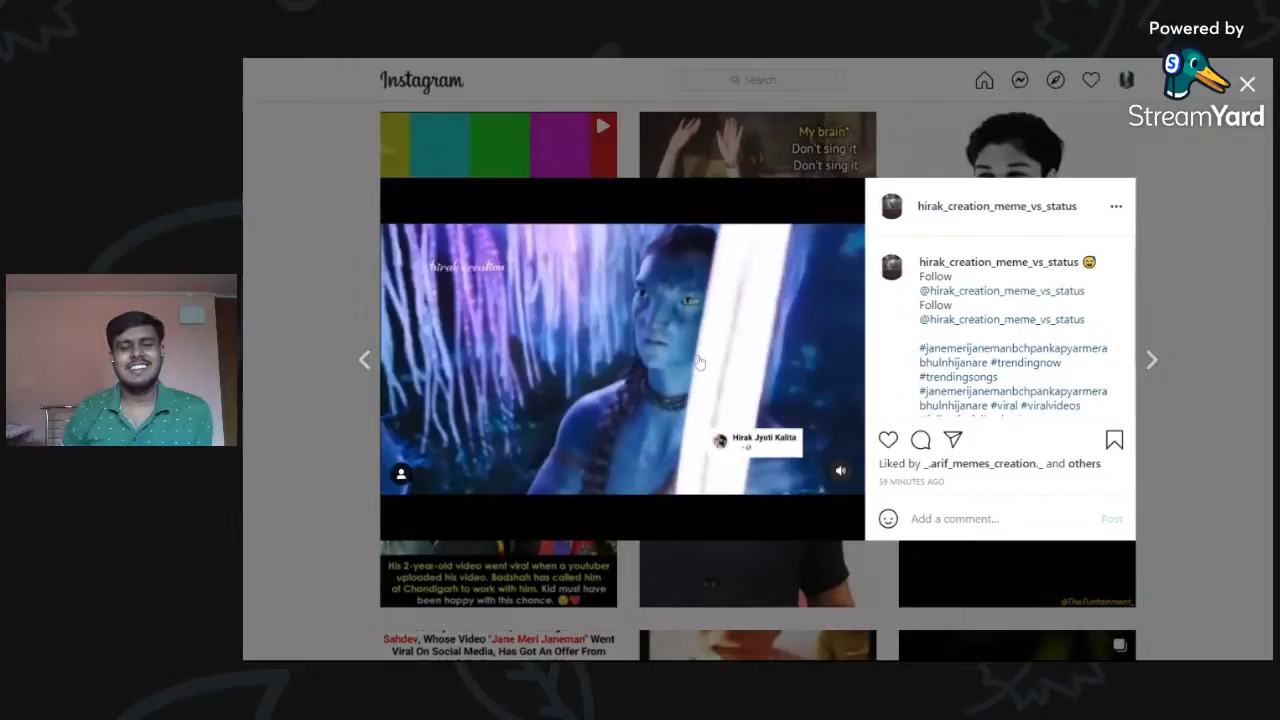 Powered by
S
StreamYard
Instagram
Search
My brain*
Don't sing it
Don't sing it
hirak creation
Hirak Jyoti Kalita
hirak_creation_meme_vs_status
hirak_creation_meme_vs_status 😅
Follow
@hirak_creation_meme_vs_status
Follow
@hirak_creation_meme_vs_status
#janemerijanemanbchpankapyarmera
bhulnhijanare #trendingnow
#trendingsongs
#janemerijanemanbchpankapyarmera
bhulnhijanare #viral #viralvideos
Liked by _.arif_memes_creation._ and others
59 MINUTES AGO
Add a comment...
Post
His 2-year-old video went viral when a youtuber
uploaded his video. Badshah has called him
at Chandigarh to work with him. Kid must have
been happy with this chance. 😢❤️
@The.Funtainment_
Sahdev, Whose Video "Jane Meri Janeman" Went
Viral On Social Media, Has Got An Offer From